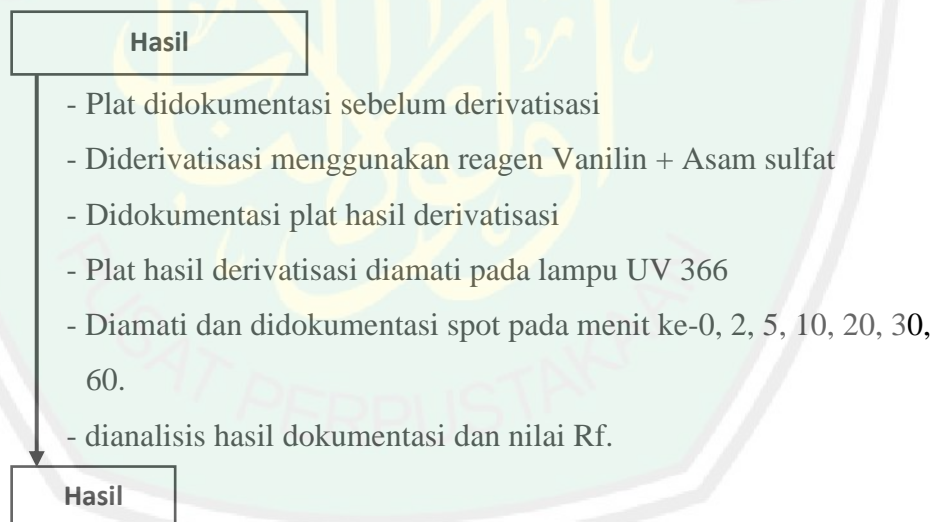 Hasil
- Plat didokumentasi sebelum derivatisasi
- Diderivatisasi menggunakan reagen Vanilin + Asam sulfat
- Didokumentasi plat hasil derivatisasi
- Plat hasil derivatisasi diamati pada lampu UV 366
- Diamati dan didokumentasi spot pada menit ke-0, 2, 5, 10, 20, 30,
60.
- dianalisis hasil dokumentasi dan nilai Rf.
Hasil
PUSAT PERPUSTAKAAN